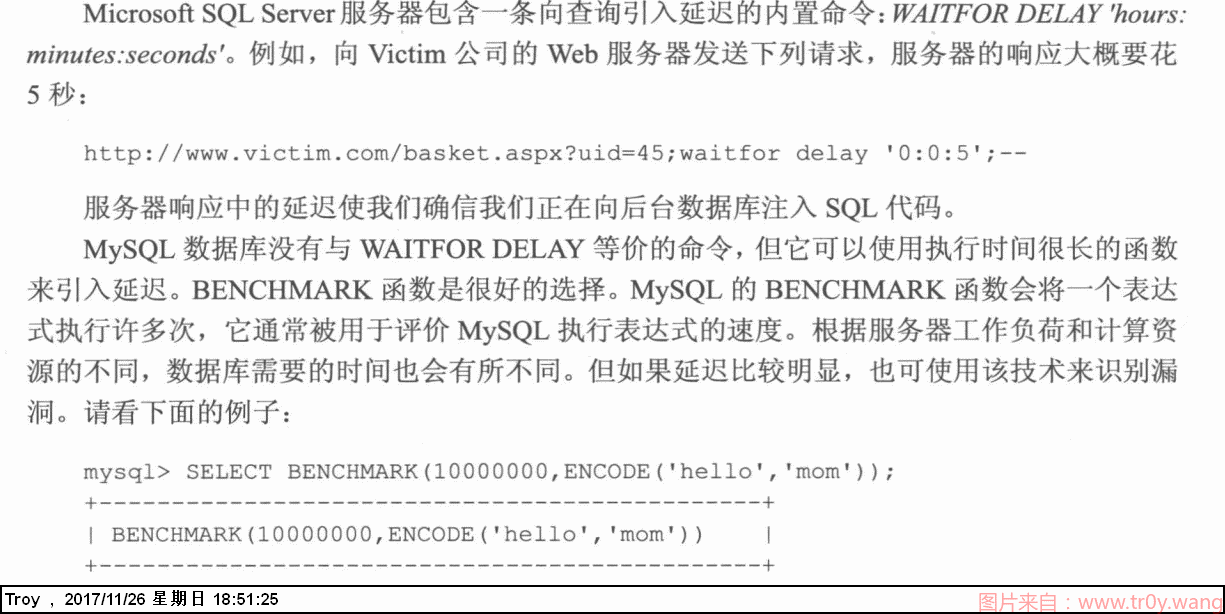 Microsoft SQL Server服务器包含一条向查询引入延迟的内置命令：WAITFOR DELAY 'hours:
minutes:seconds'。例如，向 Victim 公司的 Web 服务器发送下列请求，服务器的响应大概要花
5 秒：
http://www.victim.com/basket.aspx?uid=45;waitfor delay '0:0:5';--
服务器响应中的延迟使我们确信我们正在向后台数据库注入 SQL 代码。
MySQL 数据库没有与 WAITFOR DELAY 等价的命令，但它可以使用执行时间很长的函数
来引入延迟。BENCHMARK 函数是很好的选择。MySQL 的 BENCHMARK 函数会将一个表达
式执行许多次，它通常被用于评价 MySQL 执行表达式的速度。根据服务器工作负荷和计算资
源的不同，数据库需要的时间也会有所不同。但如果延迟比较明显，也可使用该技术来识别漏
洞。请看下面的例子：
mysql> SELECT BENCHMARK(10000000,ENCODE('hello','mom'));
+-----------------------------------------------+
| BENCHMARK(10000000,ENCODE('hello','mom')) |
+-----------------------------------------------+
Troy , 2017/11/26 星期日 18:51:25
图片来自：www.tr0y.wang